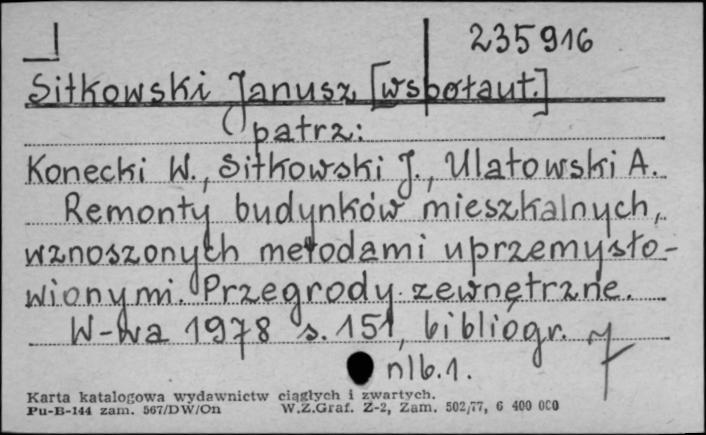 235916
Sitkowski Janusz [współaut.]
patrz:
Konecki W., Sitkowski J., Ulatowski A.
Remonty budynków mieszkalnych,
wznoszonych metodami uprzemysło-
wionymi. Przegrody zewnętrzne.
W-wa 1978 s. 151, bibliogr.
nlb.1.
Karta katalogowa wydawnictw ciągłych i zwartych.
Pu-B-144 zam. 567/DW/On W.Z.Graf. Z-2, Zam. 502/77, 6 400 000